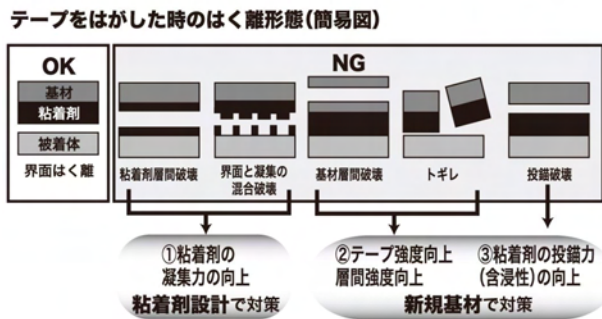 テープをはがした時のはく離形態(簡易図)
OK
基材
粘着剤
被着体
界面はく離
NG
粘着剤層間破壊
界面と凝集の
混合破壊
基材層間破壊
トギレ
投錨破壊
①粘着剤の
凝集力の向上
粘着剤設計で対策
②テープ強度向上
層間強度向上
③粘着剤の投錨力
(含浸性)の向上
新規基材で対策